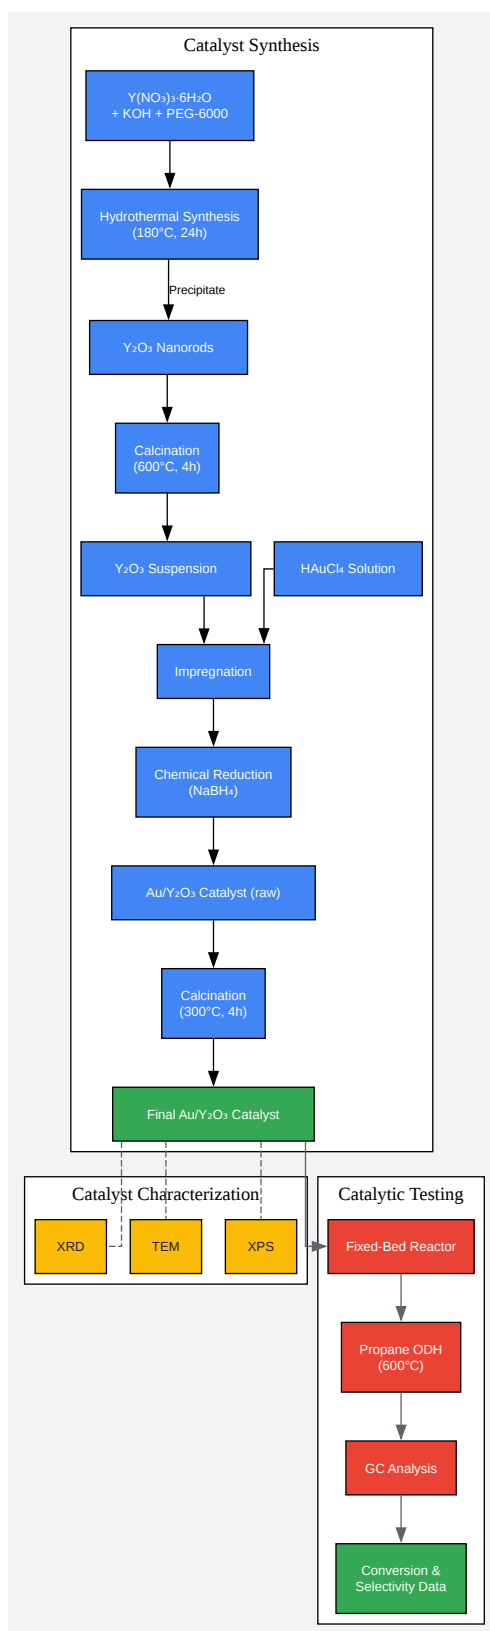 Catalyst Synthesis
Y(NO₃)₃·6H₂O
+ KOH + PEG-6000
Hydrothermal Synthesis
(180°C, 24h)
Precipitate
Y₂O₃ Nanorods
Calcination
(600°C, 4h)
Y₂O₃ Suspension
HAuCl₄ Solution
Impregnation
Chemical Reduction
(NaBH₄)
Au/Y₂O₃ Catalyst (raw)
Calcination
(300°C, 4h)
Final Au/Y₂O₃ Catalyst
Catalyst Characterization
XRD
TEM
XPS
Catalytic Testing
Fixed-Bed Reactor
Propane ODH
(600°C)
GC Analysis
Conversion &
Selectivity Data